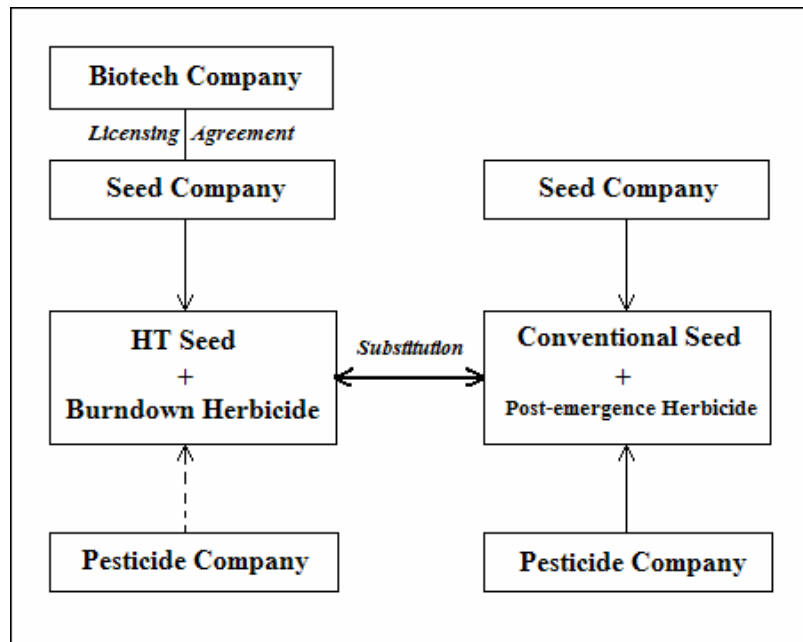 Biotech Company
Licensing Agreement
Seed Company
Seed Company
HT Seed
+
Burndown Herbicide
Substitution
Conventional Seed
+
Post-emergence Herbicide
Pesticide Company
Pesticide Company